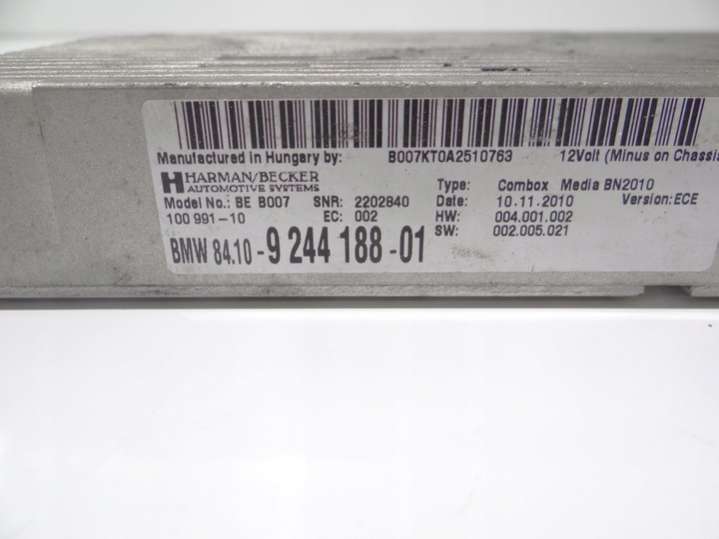 Manufactured in Hungary by: B007KT0A2510763 12Volt (Minus on Chassis
HARMAN/BECKER
AUTOMOTIVE SYSTEMS
Type: Combox Media BN2010
Model No.: BE B007 SNR: 2202840 Date: 10.11.2010 Version:ECE
100 991-10 EC: 002 HW: 004.001.002
SW: 002.005.021
BMW 84.10 - 9 244 188 -01